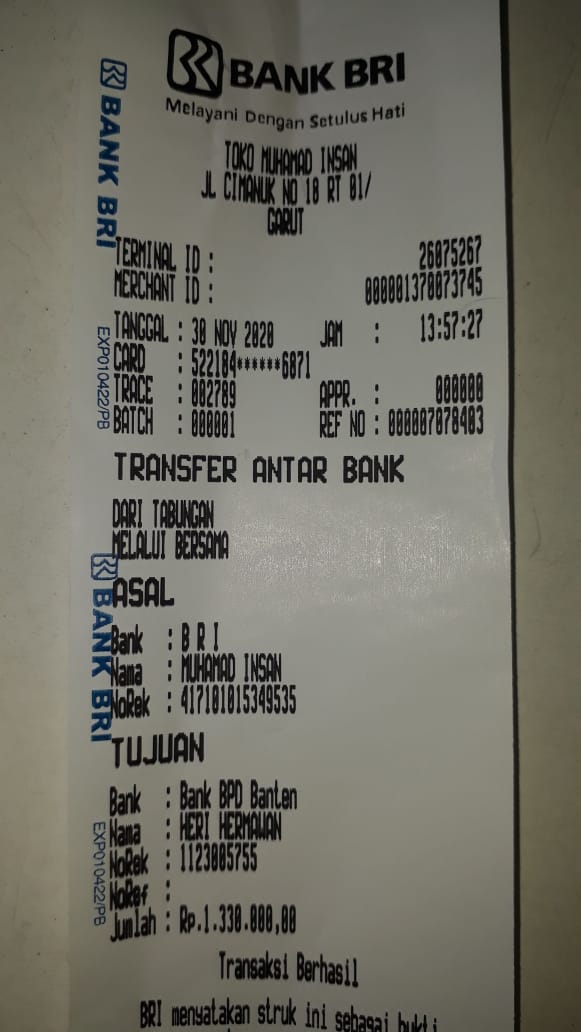 BANK BRI
Melayani Dengan Setulus Hati
TOKO MUHAMAD INSAN
JL CIMANUK NO 18 RT 01/
GARUT
TERMINAL ID : 26075267
MERCHANT ID : 000001370073745
TANGGAL : 30 NOV 2020 JAM : 13:57:27
CARD : 522184******6071
TRACE : 002789 APPR. : 000000
BATCH : 000001 REF NO : 000007078403
TRANSFER ANTAR BANK
DARI TABUNGAN
MELALUI BERSAMA
ASAL
Bank : B R I
Nama : MUHAMAD INSAN
NoRek : 417101015349535
TUJUAN
Bank : Bank BPD Banten
Nama : HERI HERMAWAN
NoRek : 1123005755
NoRef :
Jumlah : Rp.1.330.000,00
Transaksi Berhasil
BRI menyatakan struk ini sebagai bukti
BANK BRI
EXP010422/PB
BANK BRI
EXP010422/PB